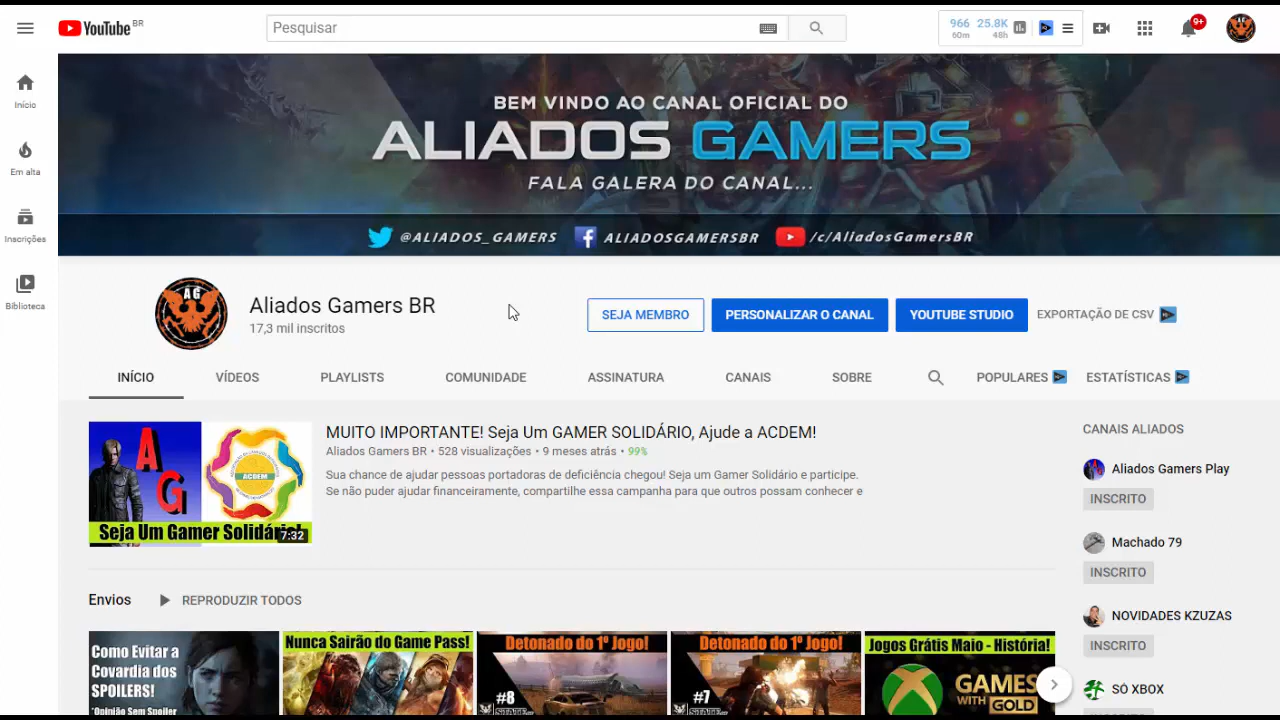 YouTube BR
Pesquisar
966 25.8K
60m 48h
9+
Início
Em alta
Inscrições
Biblioteca
BEM VINDO AO CANAL OFICIAL DO
ALIADOS GAMERS
FALA GALERA DO CANAL...
@ALIADOS_GAMERS
ALIADOSGAMERSBR
/c/AliadosGamersBR
AG
Aliados Gamers BR
17,3 mil inscritos
SEJA MEMBRO
PERSONALIZAR O CANAL
YOUTUBE STUDIO
EXPORTAÇÃO DE CSV
INÍCIO
VÍDEOS
PLAYLISTS
COMUNIDADE
ASSINATURA
CANAIS
SOBRE
POPULARES
ESTATÍSTICAS
A
G
ACDEM
Seja Um Gamer Solidário!
7:32
MUITO IMPORTANTE! Seja Um GAMER SOLIDÁRIO, Ajude a ACDEM!
Aliados Gamers BR • 528 visualizações • 9 meses atrás • 99%
Sua chance de ajudar pessoas portadoras de deficiência chegou! Seja um Gamer Solidário e participe.
Se não puder ajudar financeiramente, compartilhe essa campanha para que outros possam conhecer e
CANAIS ALIADOS
Aliados Gamers Play
INSCRITO
Machado 79
INSCRITO
NOVIDADES KZUZAS
INSCRITO
SÓ XBOX
Envios
REPRODUZIR TODOS
Como Evitar a
Covardia dos
SPOILERS!
*Opinião Sem Spoiler
Nunca Sairão do Game Pass!
Detonado do 1º Jogo!
#8
Detonado do 1º Jogo!
#7
Jogos Grátis Maio - História!
GAMES
WITH GOLD